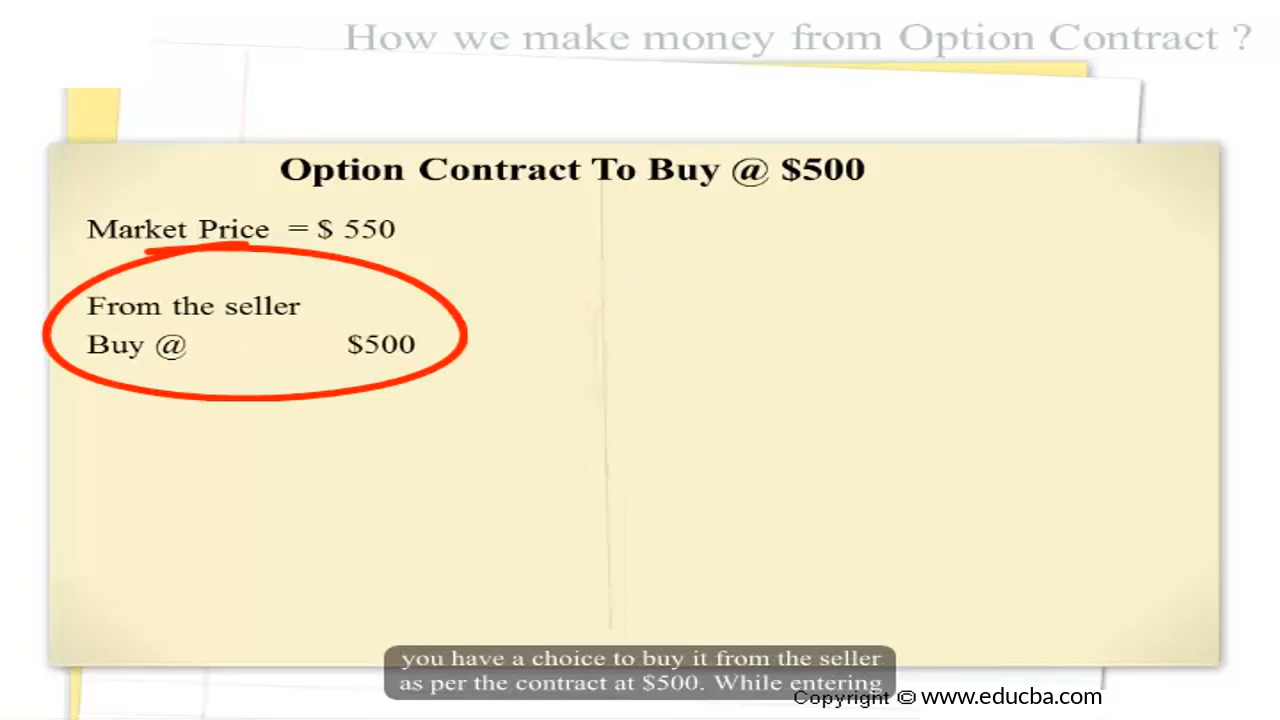 How we make money from Option Contract ?
Option Contract To Buy @ $500
Market Price = $ 550
From the seller
Buy @ $500
you have a choice to buy it from the seller
as per the contract at $500. While entering
Copyright © www.educba.com